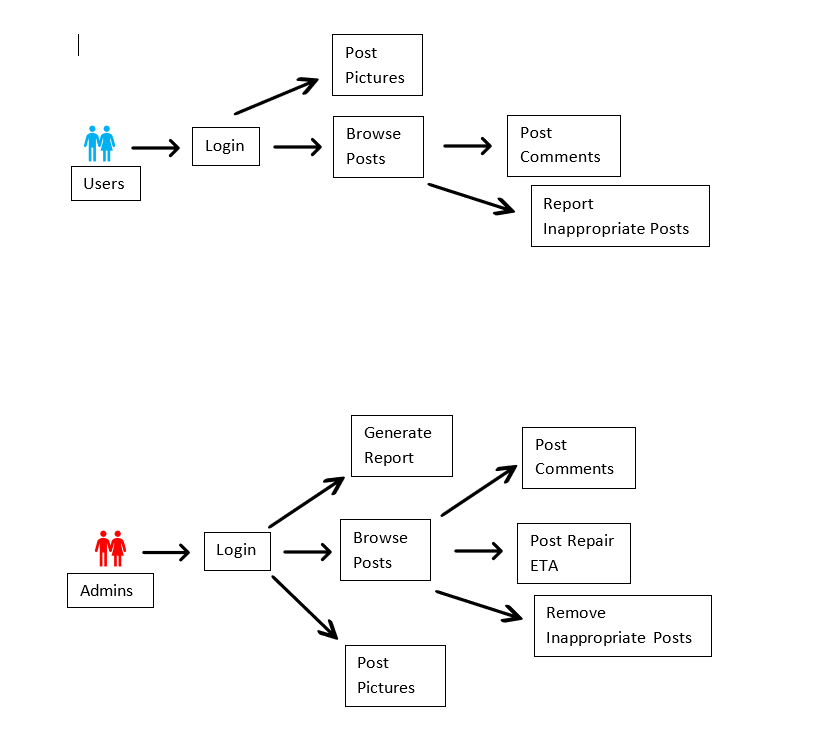 Post
Pictures
Users
Login
Browse
Posts
Post
Comments
Report
Inappropriate Posts
Generate
Report
Post
Comments
Admins
Login
Browse
Posts
Post Repair
ETA
Remove
Inappropriate Posts
Post
Pictures